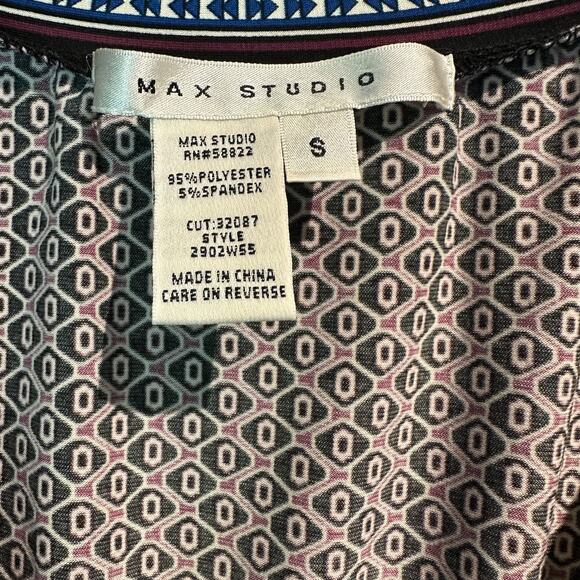 MAX STUDIO
S
MAX STUDIO
RN#58822
95%POLYESTER
5%SPANDEX
CUT:32087
STYLE
2902W55
MADE IN CHINA
CARE ON REVERSE